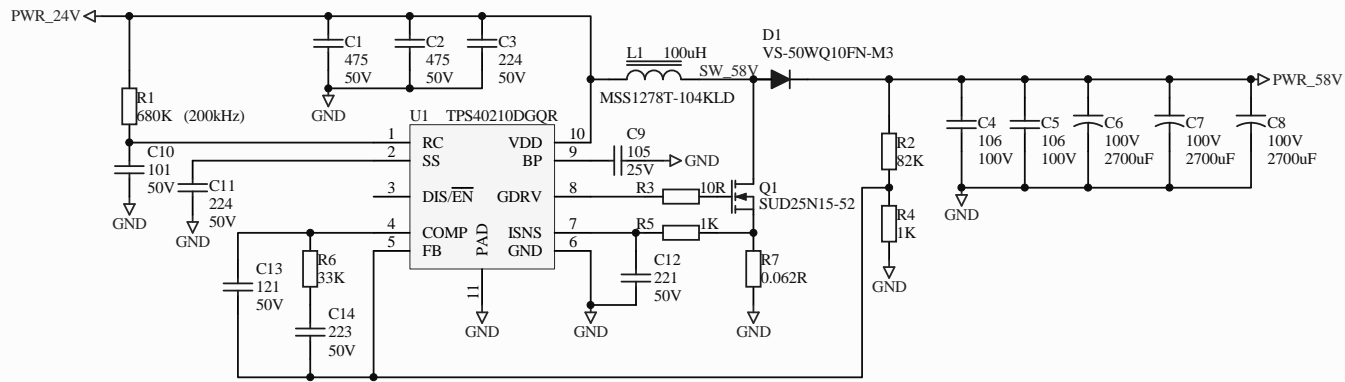 PWR_24V
C1
475
50V
C2
475
50V
C3
224
50V
GND
R1
680K (200kHz)
L1 100uH
MSS1278T-104KLD
SW_58V
D1
VS-50WQ10FN-M3
PWR_58V
U1 TPS40210DGQR
1 RC
2 SS
3 DIS/EN
4 COMP
5 FB
VDD 10
BP 9
GDRV 8
ISNS 7
GND 6
PAD
11
GND
C10
101
50V
GND
C11
224
50V
GND
C9
105
25V
GND
R3 10R
Q1
SUD25N15-52
R5 1K
C12
221
50V
GND
R7
0.062R
GND
R2
82K
R4
1K
GND
C4
106
100V
C5
106
100V
C6
100V
2700uF
C7
100V
2700uF
C8
100V
2700uF
GND
C13
121
50V
R6
33K
C14
223
50V